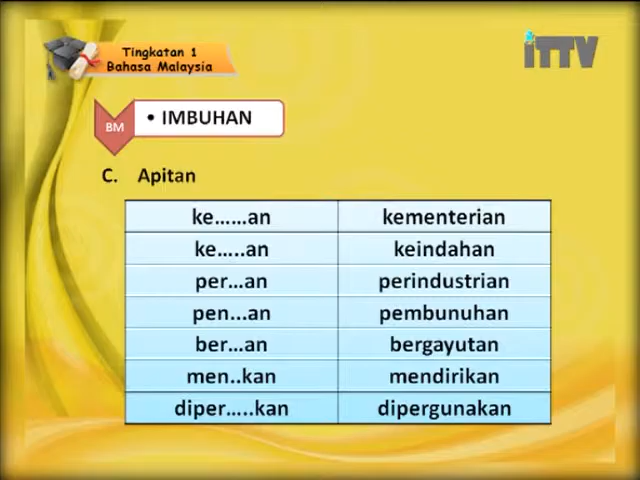 Tingkatan 1
Bahasa Malaysia
iTTV
BM
• IMBUHAN
C. Apitan
ke......an kementerian
ke.....an keindahan
per...an perindustrian
pen...an pembunuhan
ber...an bergayutan
men..kan mendirikan
diper.....kan dipergunakan